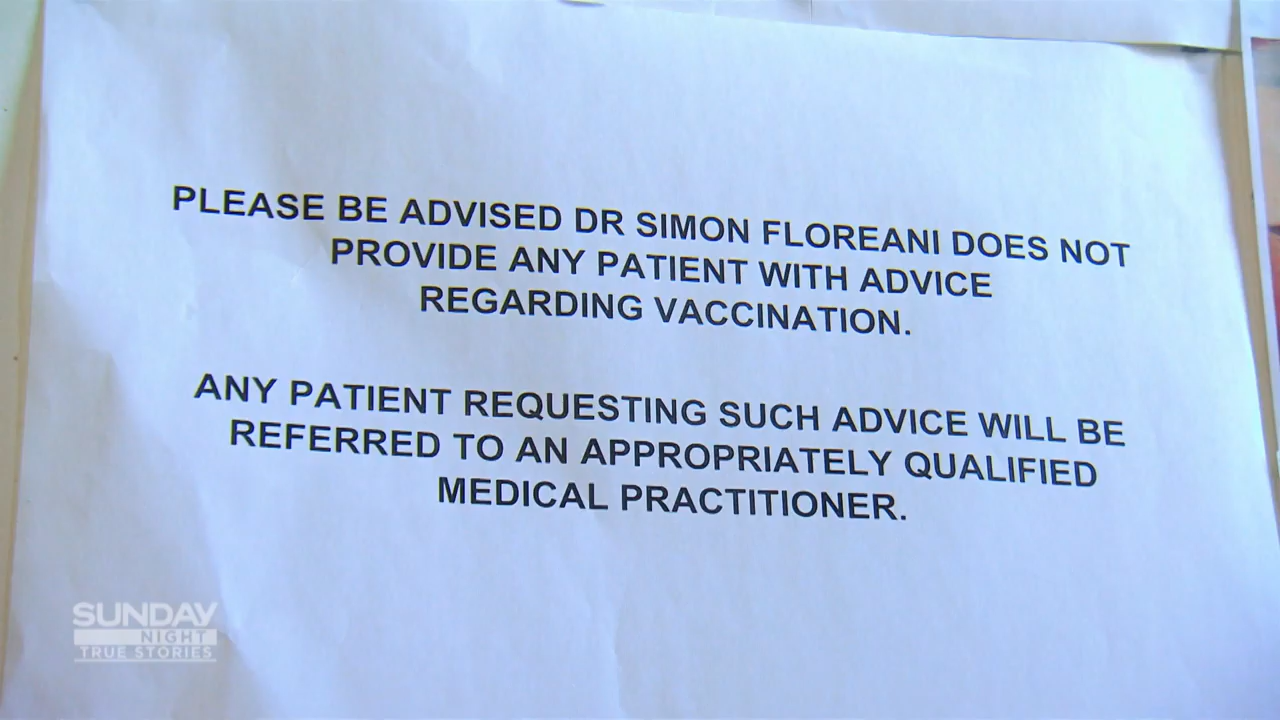 PLEASE BE ADVISED DR SIMON FLOREANI DOES NOT
PROVIDE ANY PATIENT WITH ADVICE
REGARDING VACCINATION.
ANY PATIENT REQUESTING SUCH ADVICE WILL BE
REFERRED TO AN APPROPRIATELY QUALIFIED
MEDICAL PRACTITIONER.
SUNDAY
NIGHT
TRUE STORIES